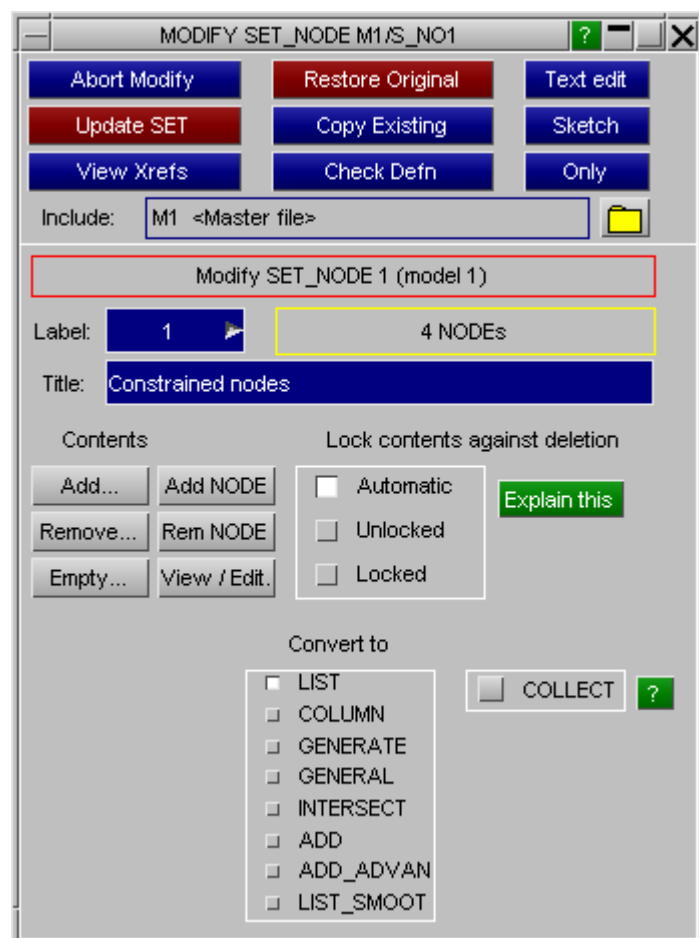 MODIFY SET_NODE M1/S_NO1 ?
Abort Modify Restore Original Text edit
Update SET Copy Existing Sketch
View Xrefs Check Defn Only
Include: M1 <Master file>
Modify SET_NODE 1 (model 1)
Label: 1 4 NODEs
Title: Constrained nodes
Contents Lock contents against deletion
Add... Add NODE Automatic Explain this
Remove... Rem NODE Unlocked
Empty... View / Edit. Locked
Convert to
LIST COLLECT ?
COLUMN
GENERATE
GENERAL
INTERSECT
ADD
ADD_ADVAN
LIST_SMOOT